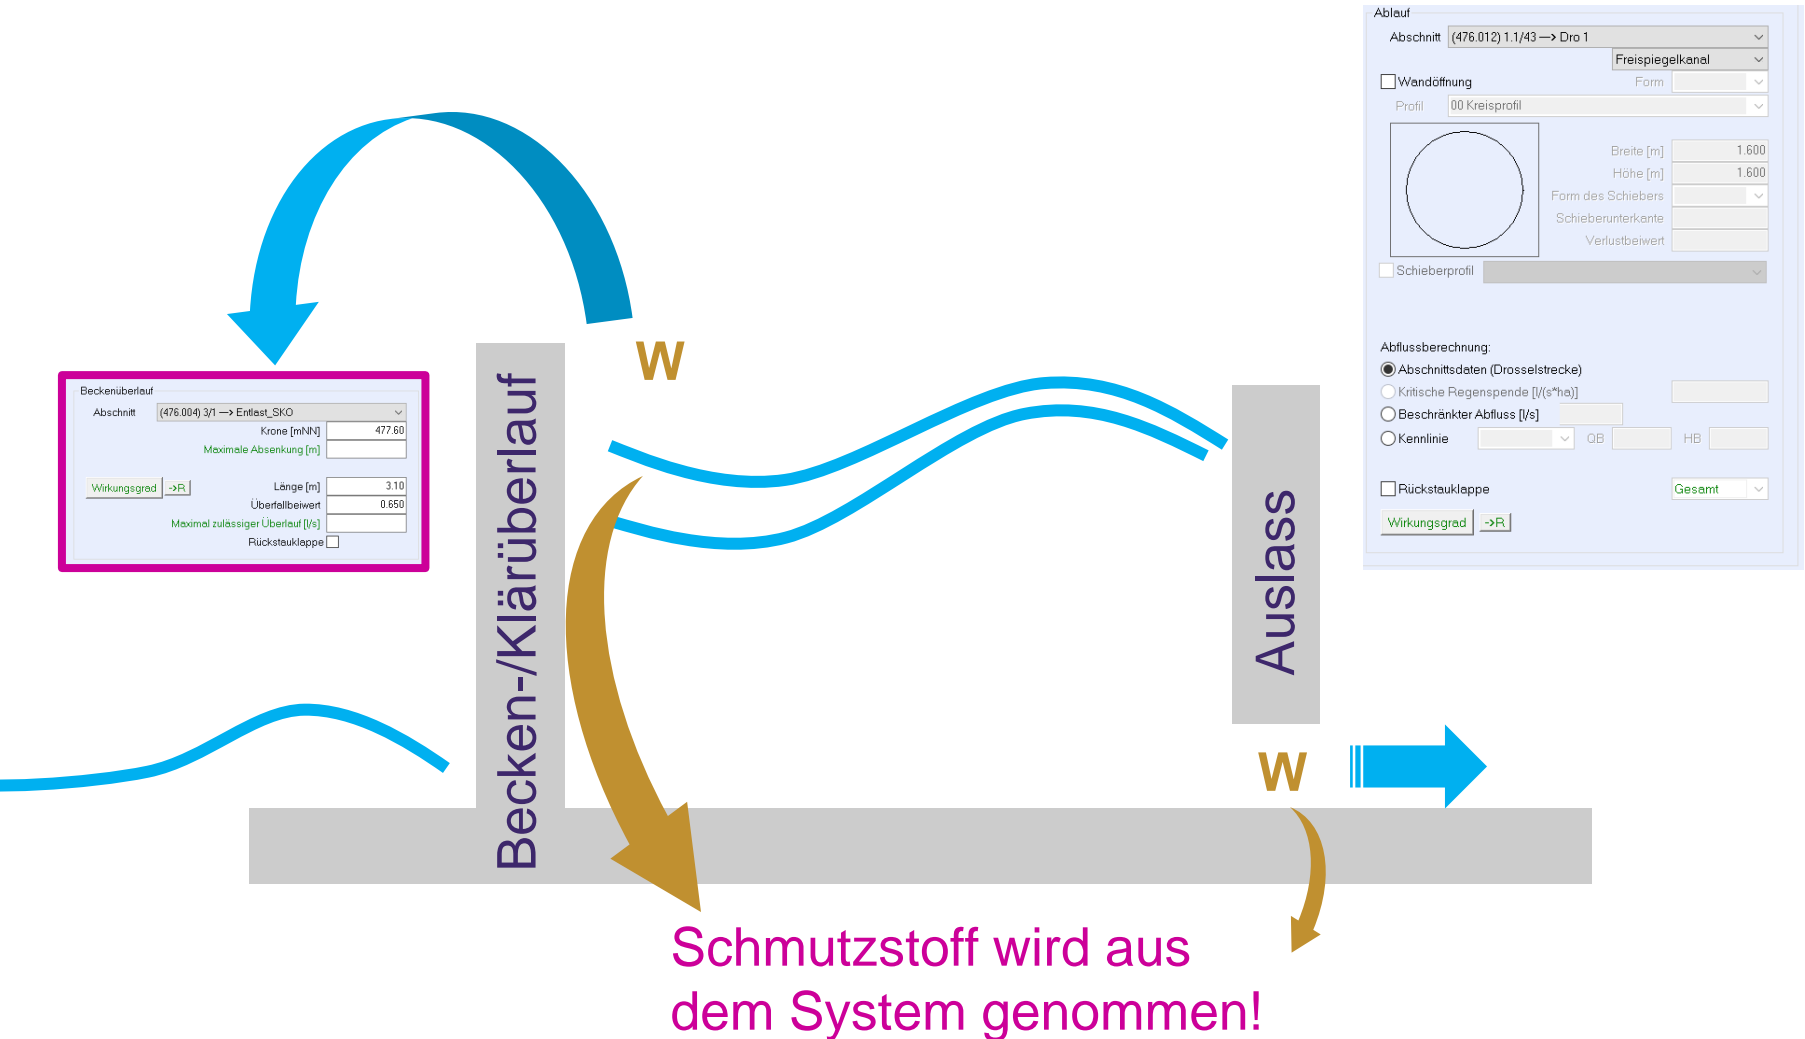 Ablauf
Abschnitt (476.012) 1.1/43 —> Dro 1
Freispiegelkanal
Wandöffnung Form
Profil 00 Kreisprofil
Breite [m] 1.600
Höhe [m] 1.600
Form des Schiebers
Schieberunterkante
Verlustbeiwert
Schieberprofil
Abflussberechnung:
Abschnittsdaten (Drosselstrecke)
Kritische Regenspende [l/(s*ha)]
Beschränkter Abfluss [l/s]
Kennlinie QB HB
Rückstauklappe Gesamt
Wirkungsgrad ->R
W
Beckenüberlauf
Abschnitt (476.004) 3/1 —> Entlast_SKO
Krone [mNN] 477.60
Maximale Absenkung [m]
Wirkungsgrad ->R Länge [m] 3.10
Überfallbeiwert 0.650
Maximal zulässiger Überlauf [l/s]
Rückstauklappe
Becken-/Klärüberlauf
Auslass
W
Schmutzstoff wird aus
dem System genommen!